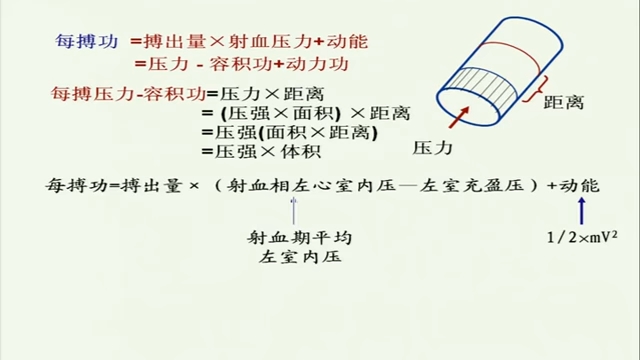 每搏功 =搏出量×射血压力+动能
=压力 - 容积功+动力功
每搏压力-容积功=压力×距离
= (压强×面积) ×距离
=压强(面积×距离)
=压强×体积
距离
压力
每搏功=搏出量×（射血相左心室内压—左室充盈压）+动能
射血期平均
左室内压
1/2×mV²